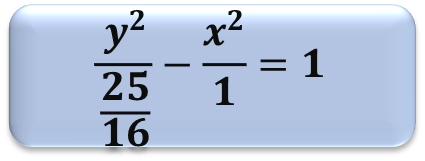 y²/(25/16) − x²/1 = 1